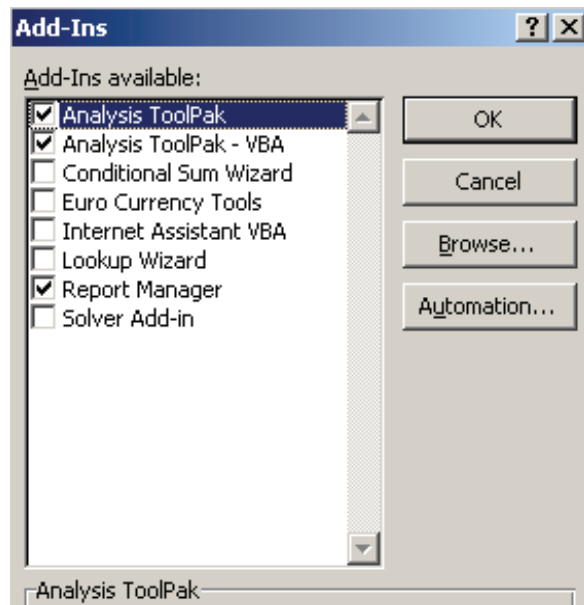 Add-Ins
Add-Ins available:
Analysis ToolPak
Analysis ToolPak - VBA
Conditional Sum Wizard
Euro Currency Tools
Internet Assistant VBA
Lookup Wizard
Report Manager
Solver Add-in
OK
Cancel
Browse...
Automation...
Analysis ToolPak